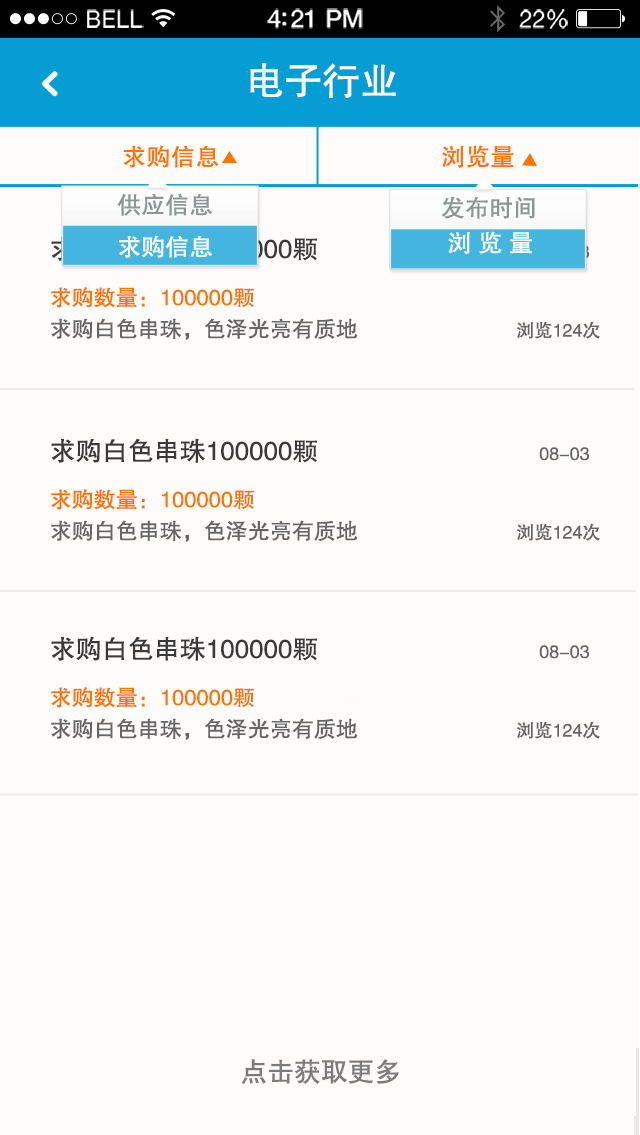 BELL 4:21 PM 22%
电子行业
求购信息 浏览量
供应信息 发布时间
求购信息 浏览量
求 000颗
求购数量：100000颗
求购白色串珠，色泽光亮有质地 浏览124次
求购白色串珠100000颗 08-03
求购数量：100000颗
求购白色串珠，色泽光亮有质地 浏览124次
求购白色串珠100000颗 08-03
求购数量：100000颗
求购白色串珠，色泽光亮有质地 浏览124次
点击获取更多